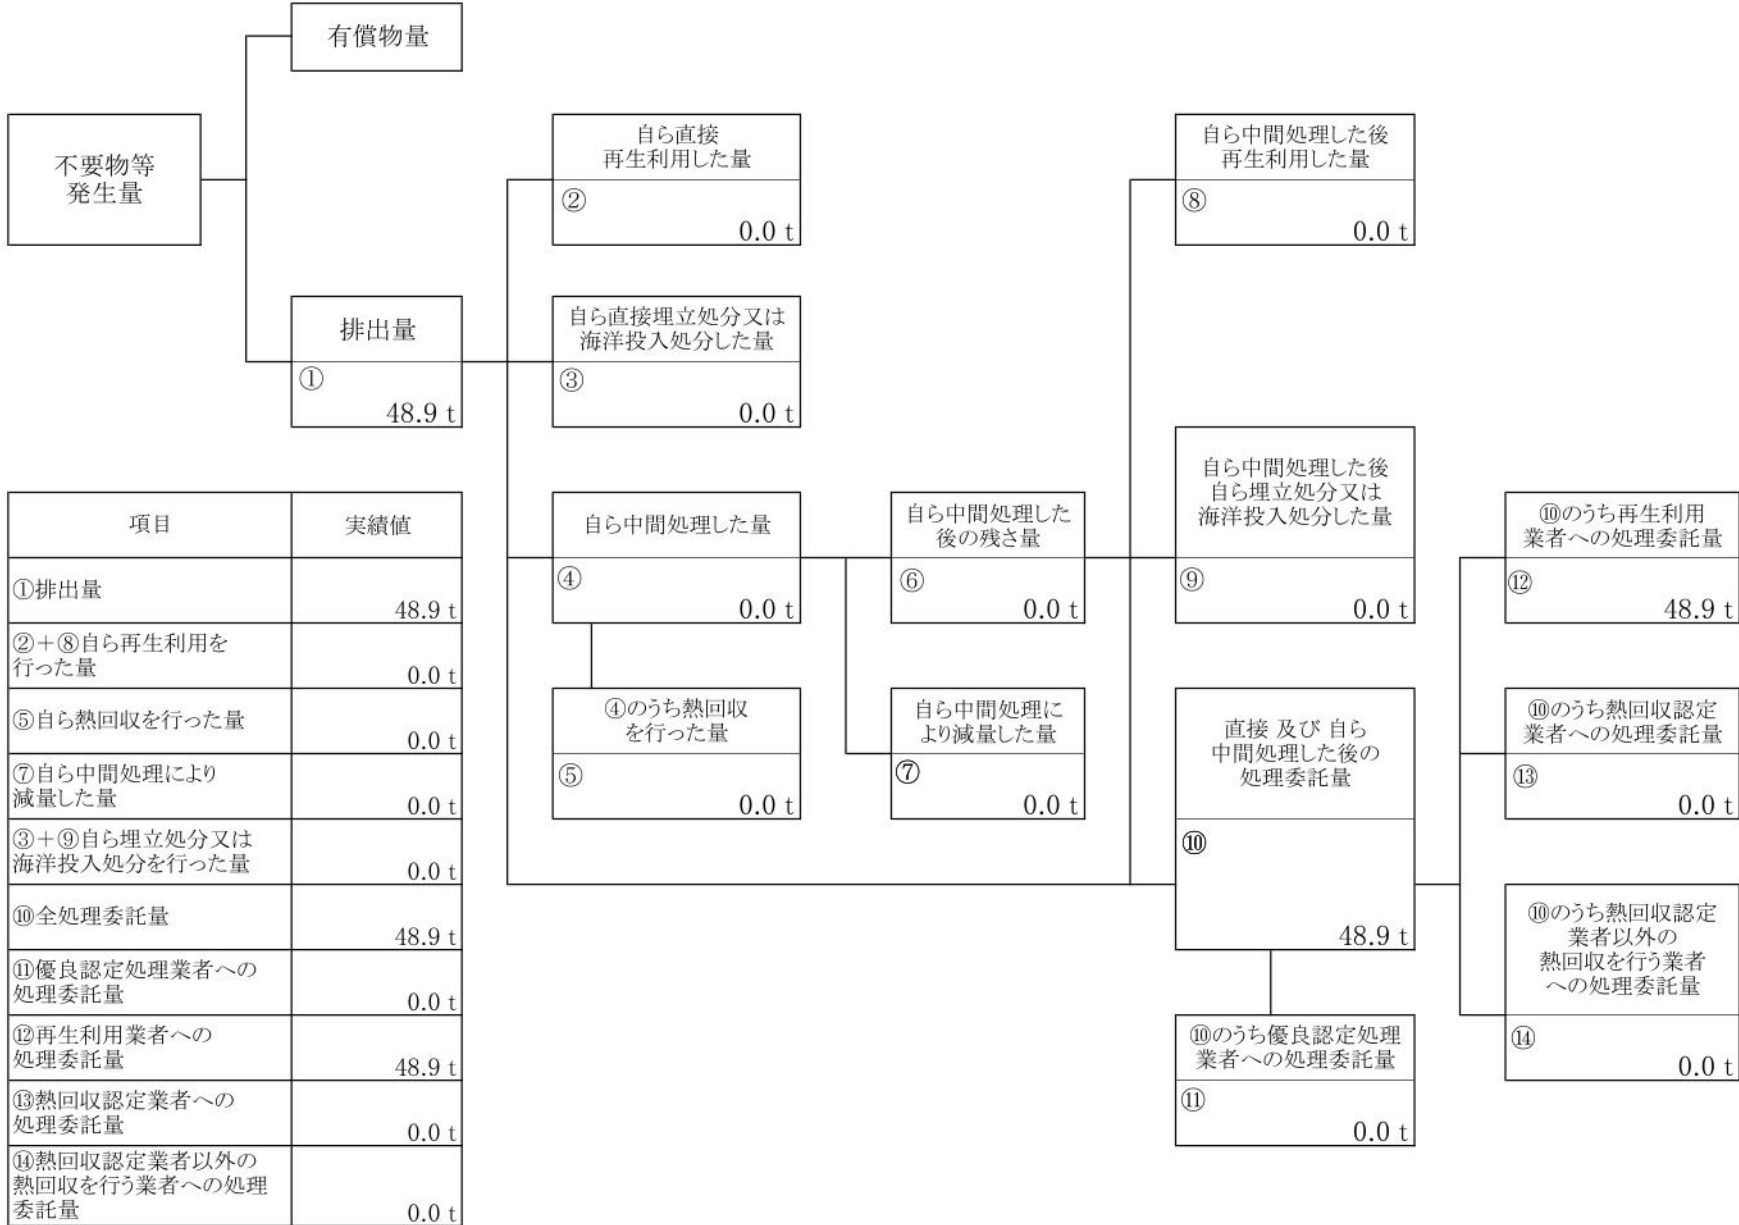 有償物量
不要物等
発生量
自ら直接
再生利用した量
②
0.0 t
自ら中間処理した後
再生利用した量
⑧
0.0 t
排出量
①
48.9 t
自ら直接埋立処分又は
海洋投入処分した量
③
0.0 t
自ら中間処理した量
④
0.0 t
自ら中間処理した
後の残さ量
⑥
0.0 t
自ら中間処理した後
自ら埋立処分又は
海洋投入処分した量
⑨
0.0 t
⑩のうち再生利用
業者への処理委託量
⑫
48.9 t
④のうち熱回収
を行った量
⑤
0.0 t
自ら中間処理に
より減量した量
⑦
0.0 t
直接 及び 自ら
中間処理した後の
処理委託量
⑩
48.9 t
⑩のうち熱回収認定
業者への処理委託量
⑬
0.0 t
⑩のうち熱回収認定
業者以外の
熱回収を行う業者
への処理委託量
⑭
0.0 t
⑩のうち優良認定処理
業者への処理委託量
⑪
0.0 t
項目 実績値
①排出量
48.9 t
②+⑧自ら再生利用を
行った量
0.0 t
⑤自ら熱回収を行った量
0.0 t
⑦自ら中間処理により
減量した量
0.0 t
③+⑨自ら埋立処分又は
海洋投入処分を行った量
0.0 t
⑩全処理委託量
48.9 t
⑪優良認定処理業者への
処理委託量
0.0 t
⑫再生利用業者への
処理委託量
48.9 t
⑬熱回収認定業者への
処理委託量
0.0 t
⑭熱回収認定業者以外の
熱回収を行う業者への処理
委託量
0.0 t